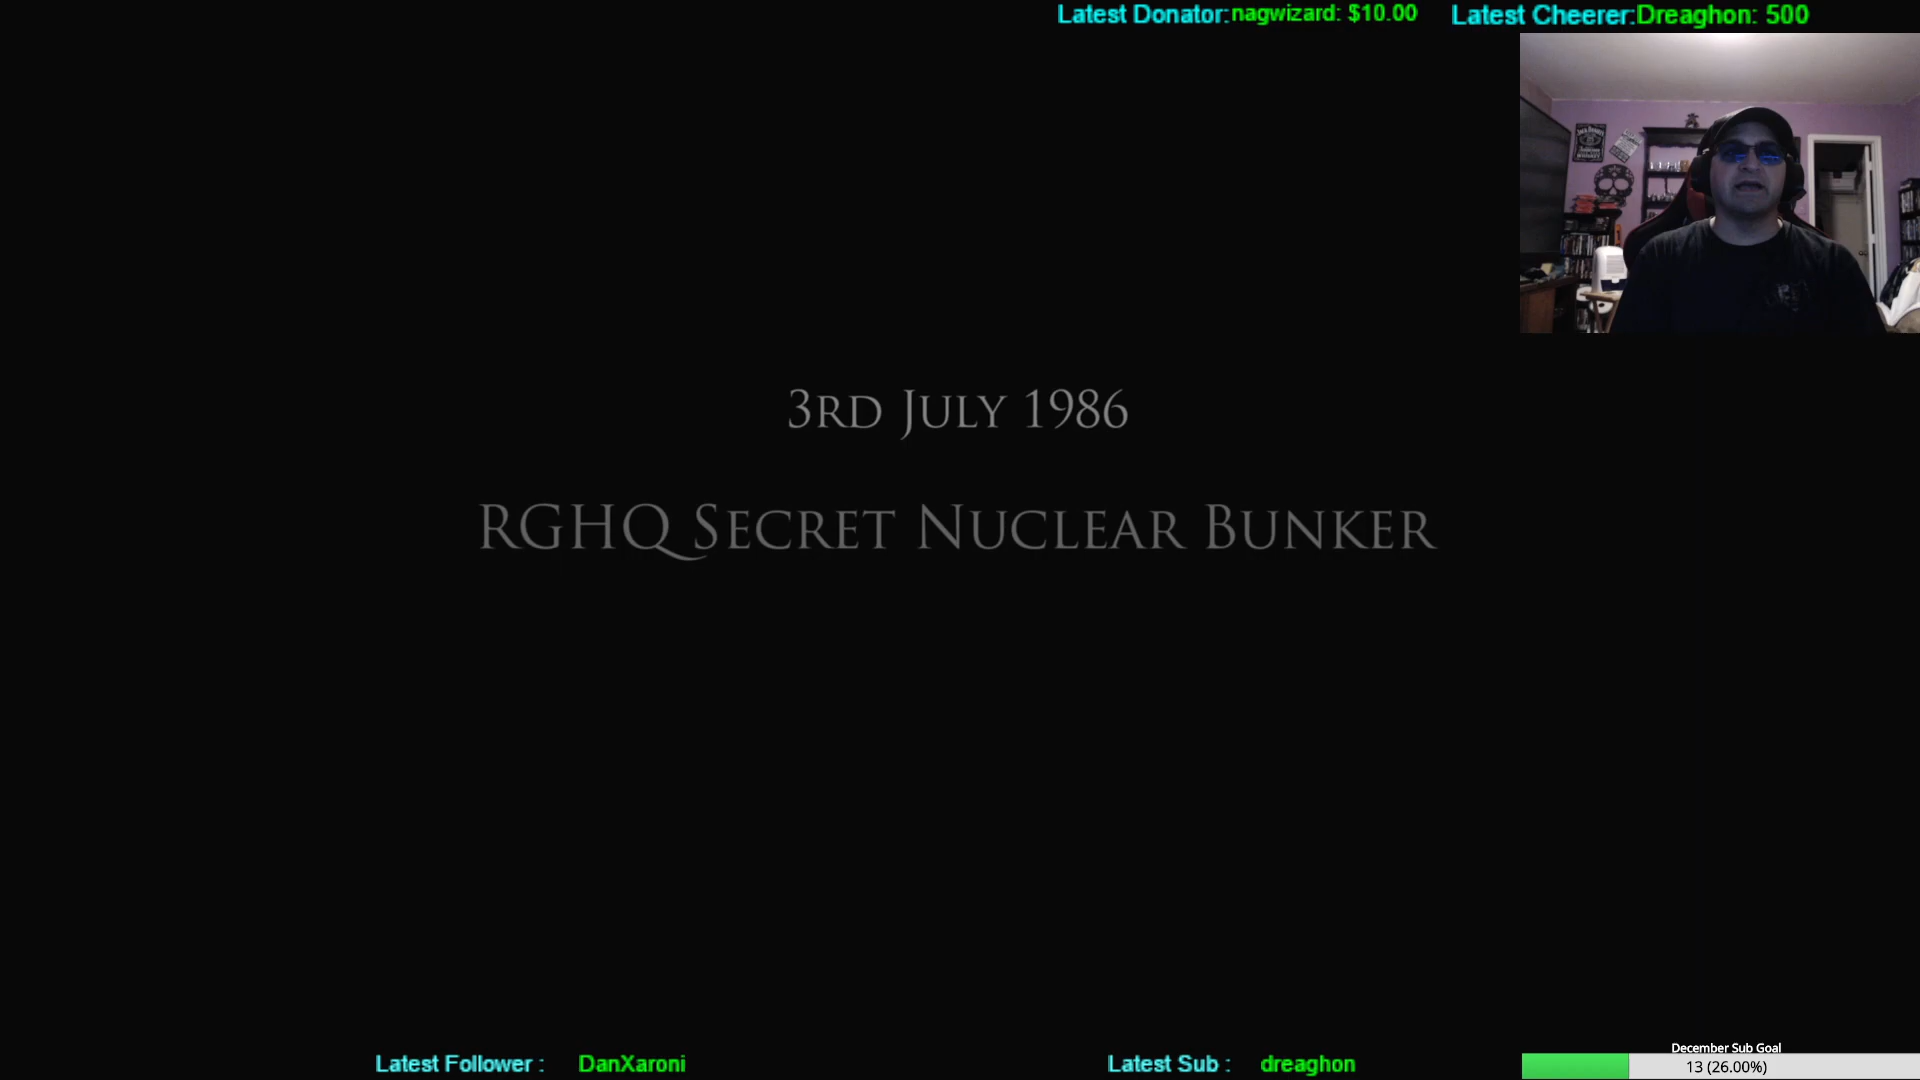 Latest Donator: nagwizard: $10.00 Latest Cheerer: Dreaghon: 500
3rd July 1986
RGHQ Secret Nuclear Bunker
Latest Follower : DanXaroni Latest Sub : dreaghon
December Sub Goal
13 (26.00%)